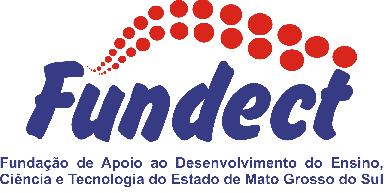 Fundect
Fundação de Apoio ao Desenvolvimento do Ensino,
Ciência e Tecnologia do Estado de Mato Grosso do Sul